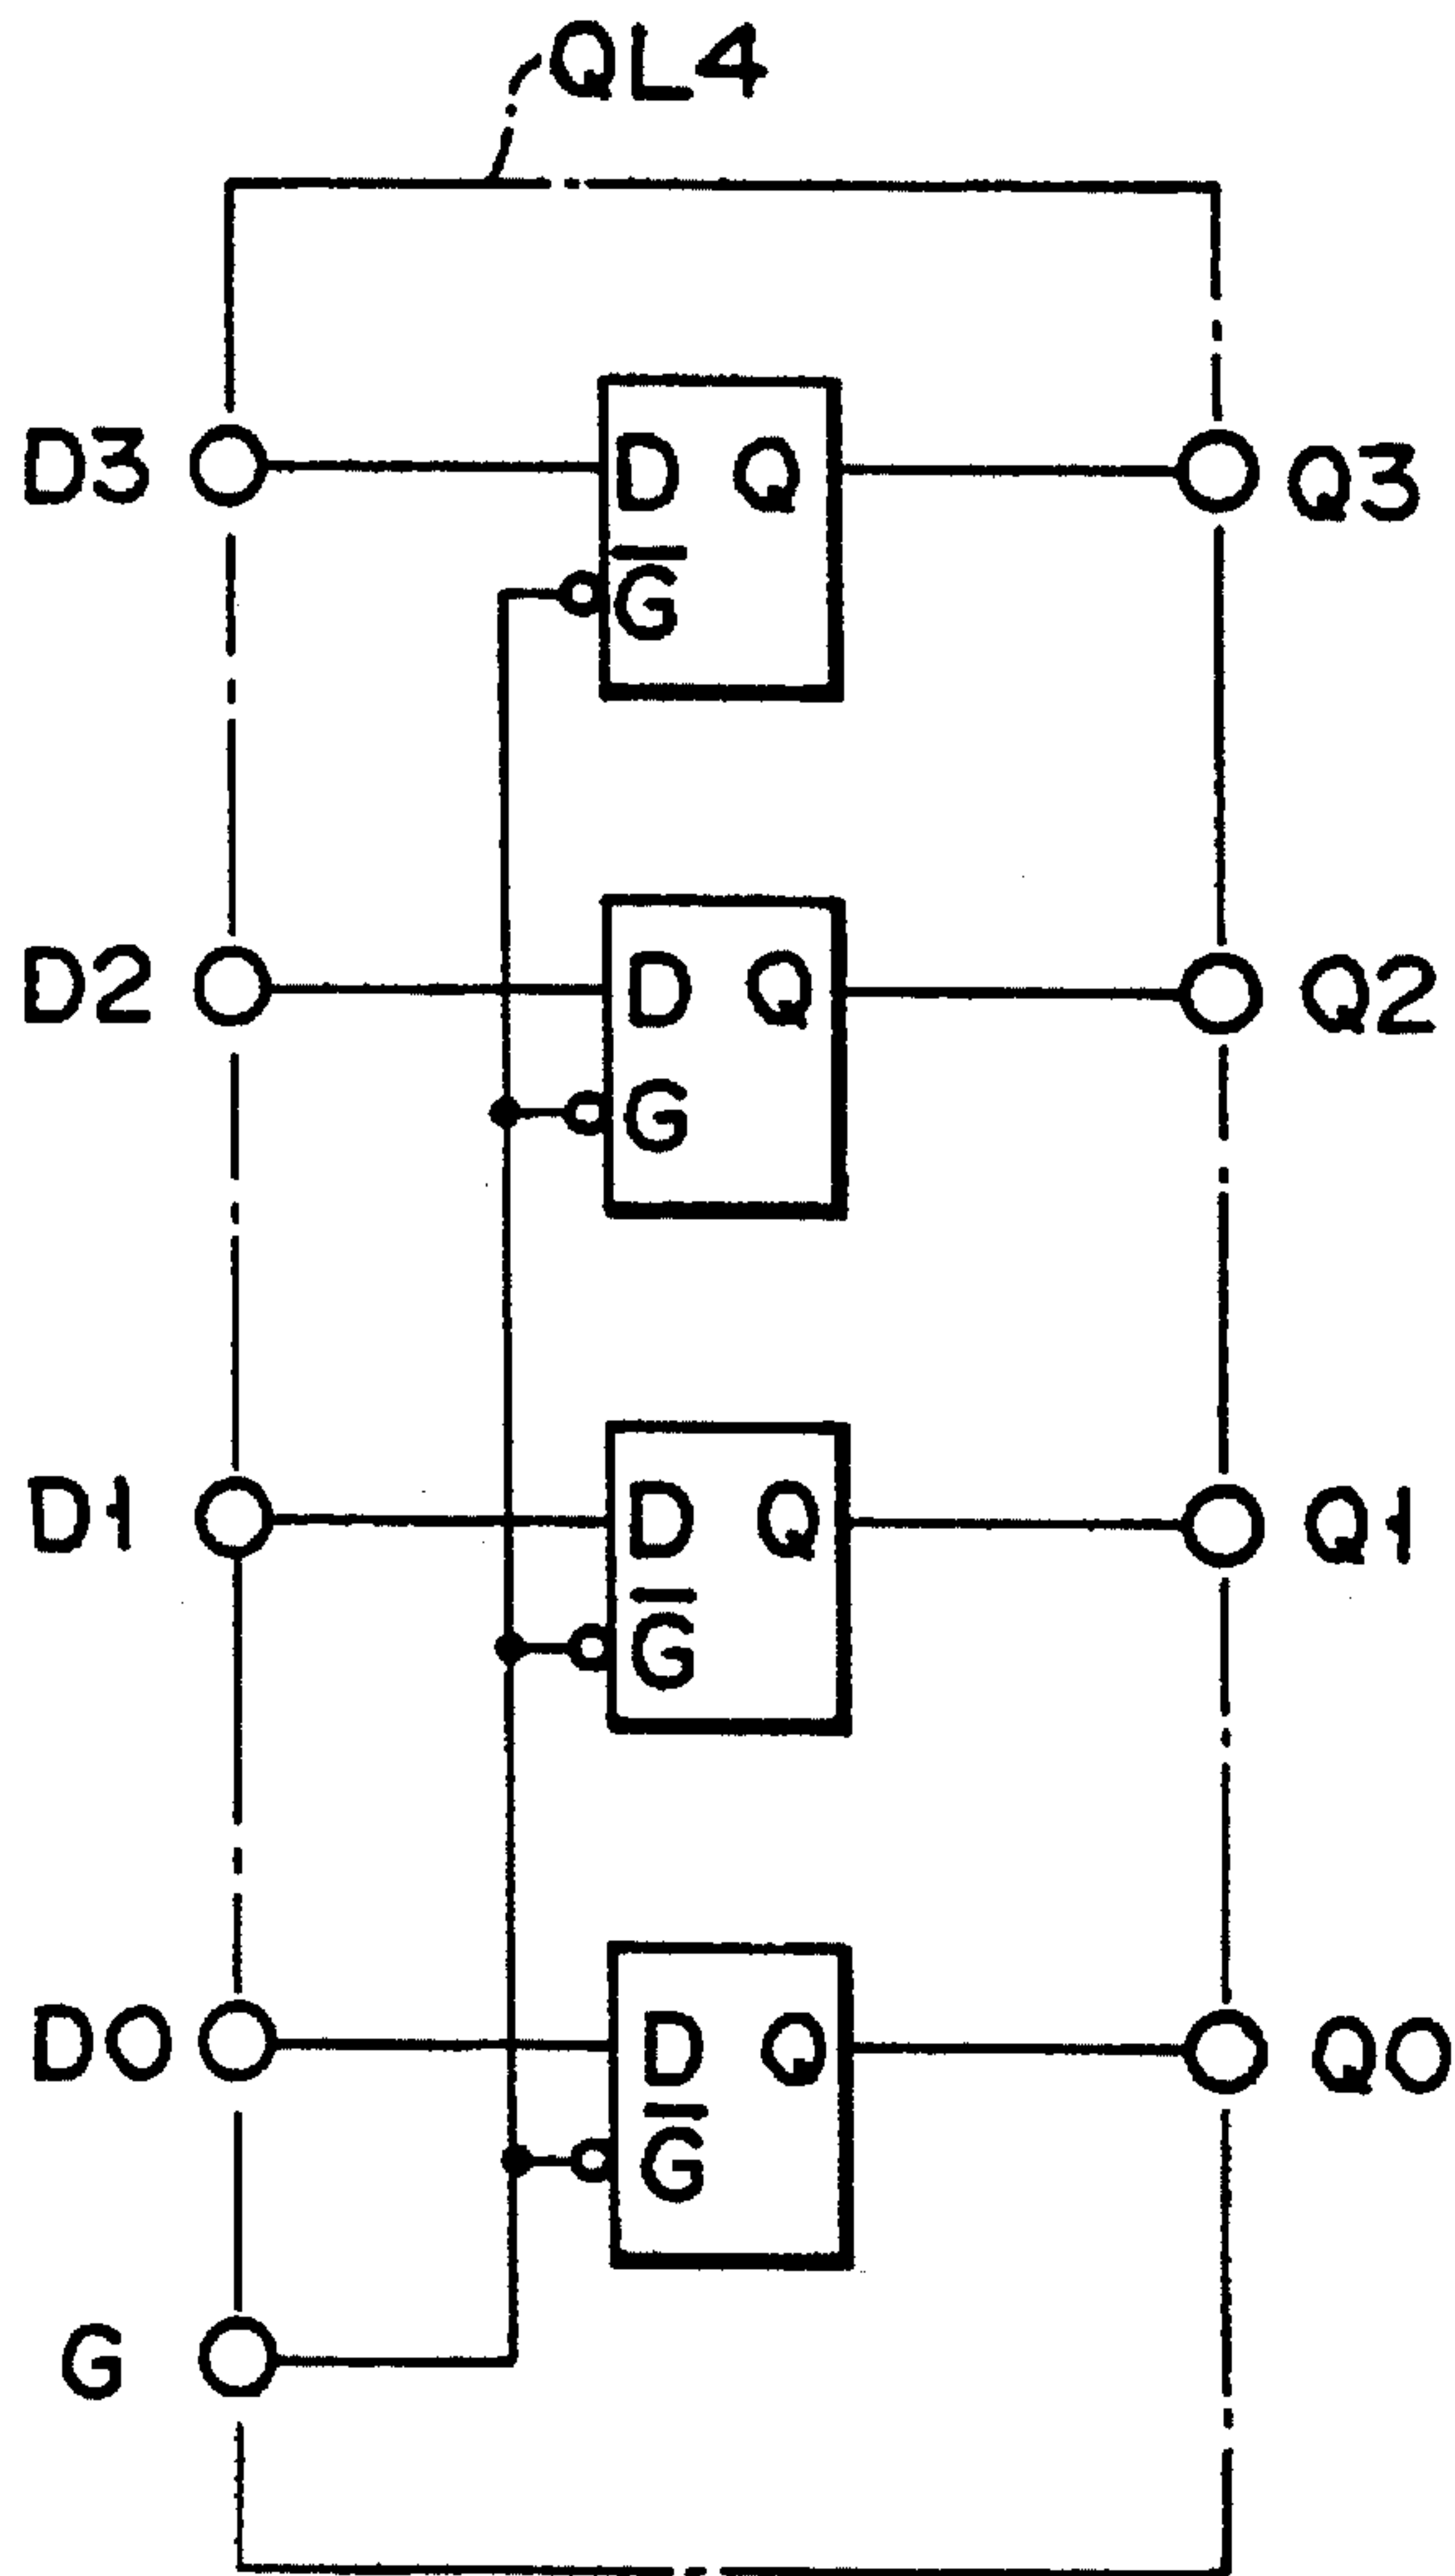 QL4
D3 D Q Q3
G̅
D2 D Q Q2
G
D1 D Q Q1
G̅
D0 D Q Q0
G̅
G